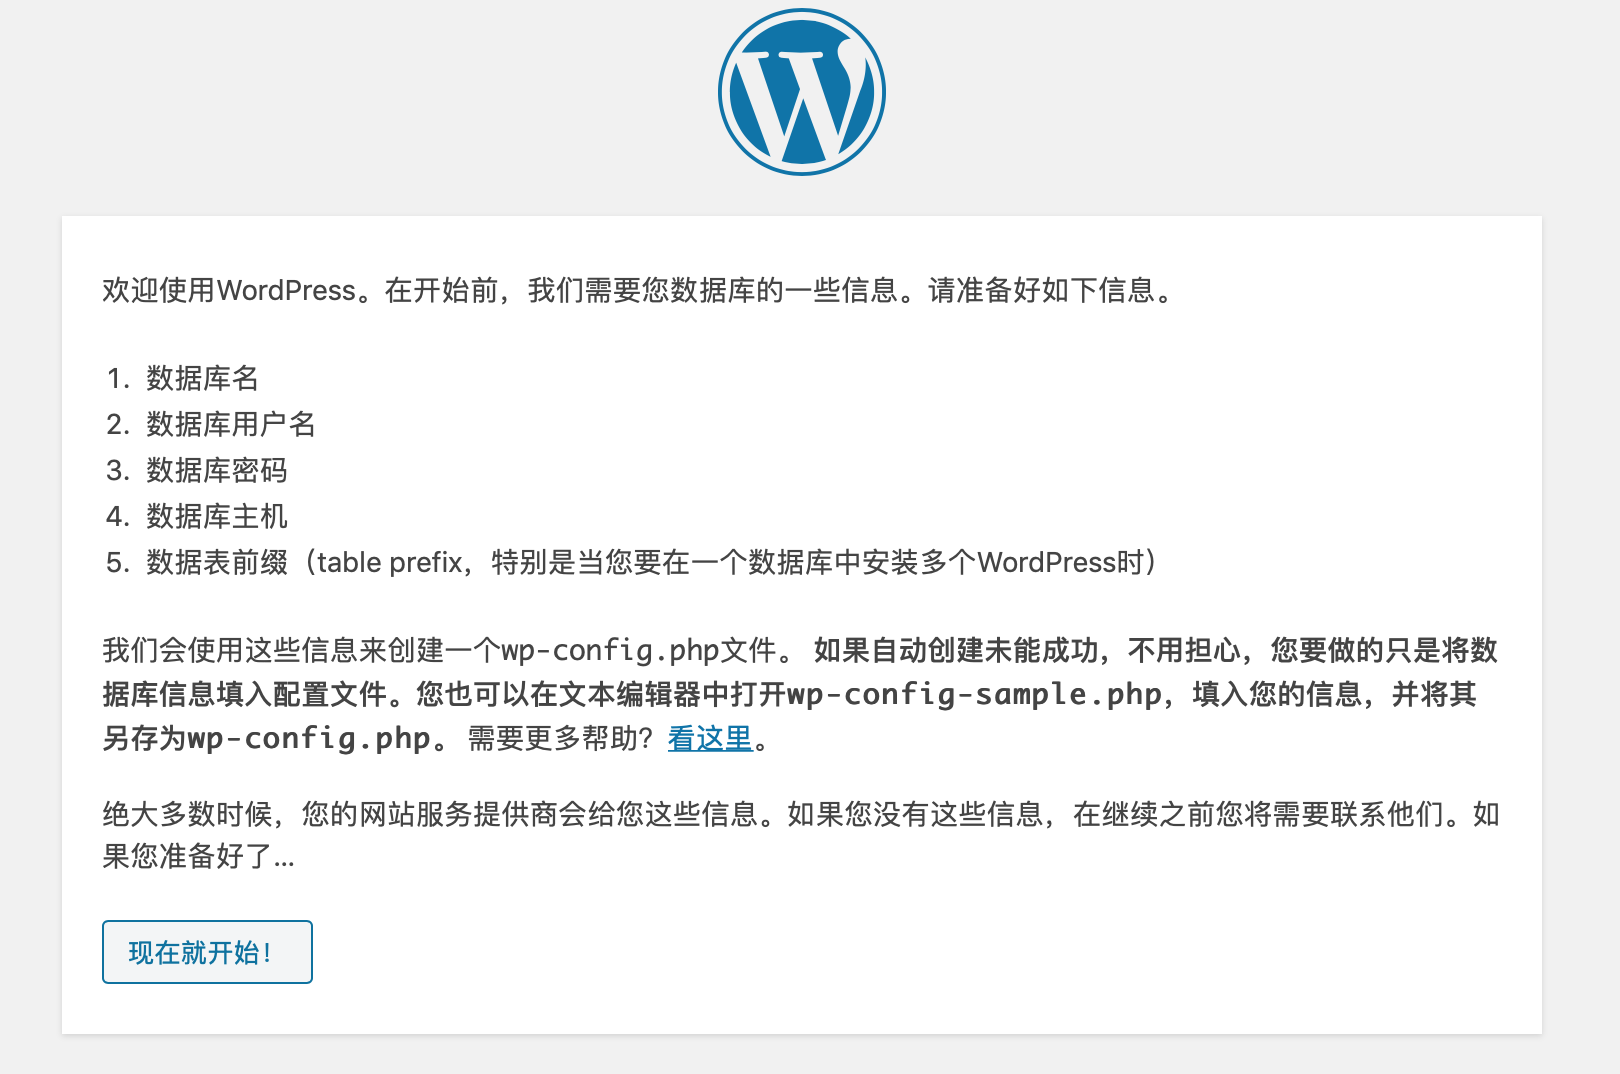 欢迎使用WordPress。在开始前，我们需要您数据库的一些信息。请准备好如下信息。
1. 数据库名
2. 数据库用户名
3. 数据库密码
4. 数据库主机
5. 数据表前缀（table prefix，特别是当您要在一个数据库中安装多个WordPress时）
我们会使用这些信息来创建一个wp-config.php文件。 如果自动创建未能成功，不用担心，您要做的只是将数
据库信息填入配置文件。您也可以在文本编辑器中打开wp-config-sample.php，填入您的信息，并将其
另存为wp-config.php。 需要更多帮助？看这里。
绝大多数时候，您的网站服务提供商会给您这些信息。如果您没有这些信息，在继续之前您将需要联系他们。如
果您准备好了…
现在就开始！